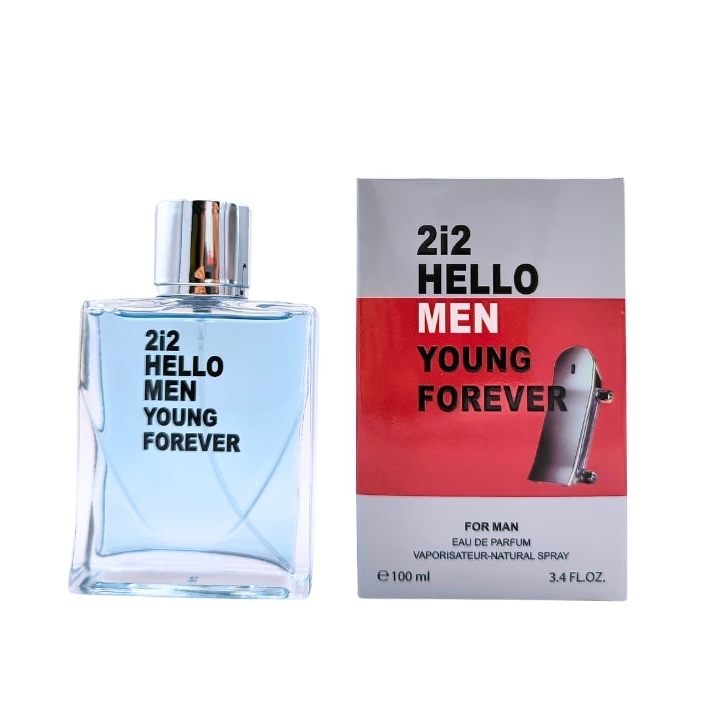 2i2
HELLO
MEN
YOUNG
FOREVER
2i2
HELLO
MEN
YOUNG
FOREVER
FOR MAN
EAU DE PARFUM
VAPORISATEUR-NATURAL SPRAY
℮100 ml 3.4 FL.OZ.